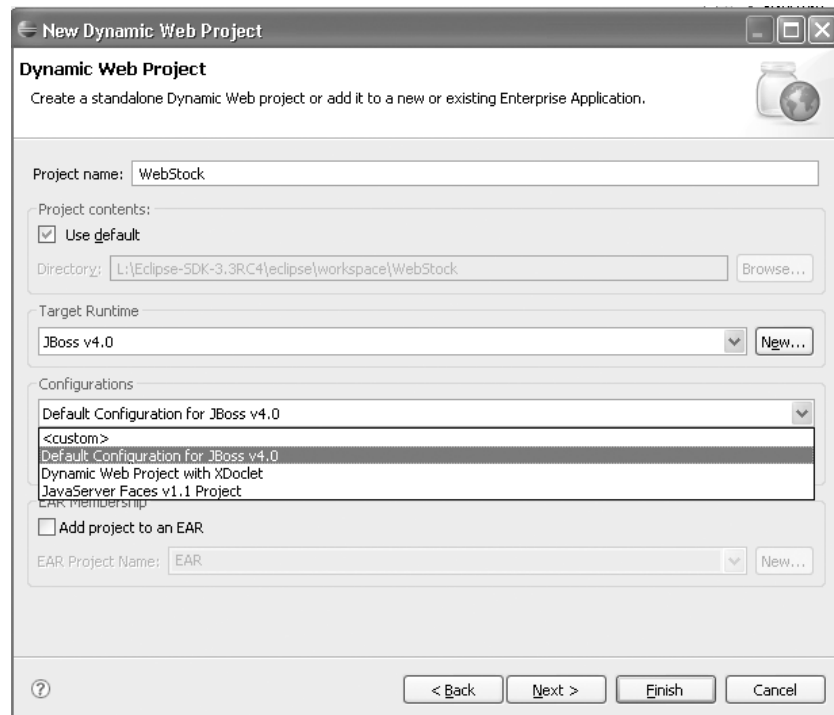 New Dynamic Web Project
Dynamic Web Project
Create a standalone Dynamic Web project or add it to a new or existing Enterprise Application.
Project name: WebStock
Project contents:
Use default
Directory: L:\Eclipse-SDK-3.3RC4\eclipse\workspace\WebStock Browse...
Target Runtime
JBoss v4.0 New...
Configurations
Default Configuration for JBoss v4.0
<custom>
Default Configuration for JBoss v4.0
Dynamic Web Project with XDoclet
JavaServer Faces v1.1 Project
EAR Membership
Add project to an EAR
EAR Project Name: EAR New...
? < Back Next > Finish Cancel